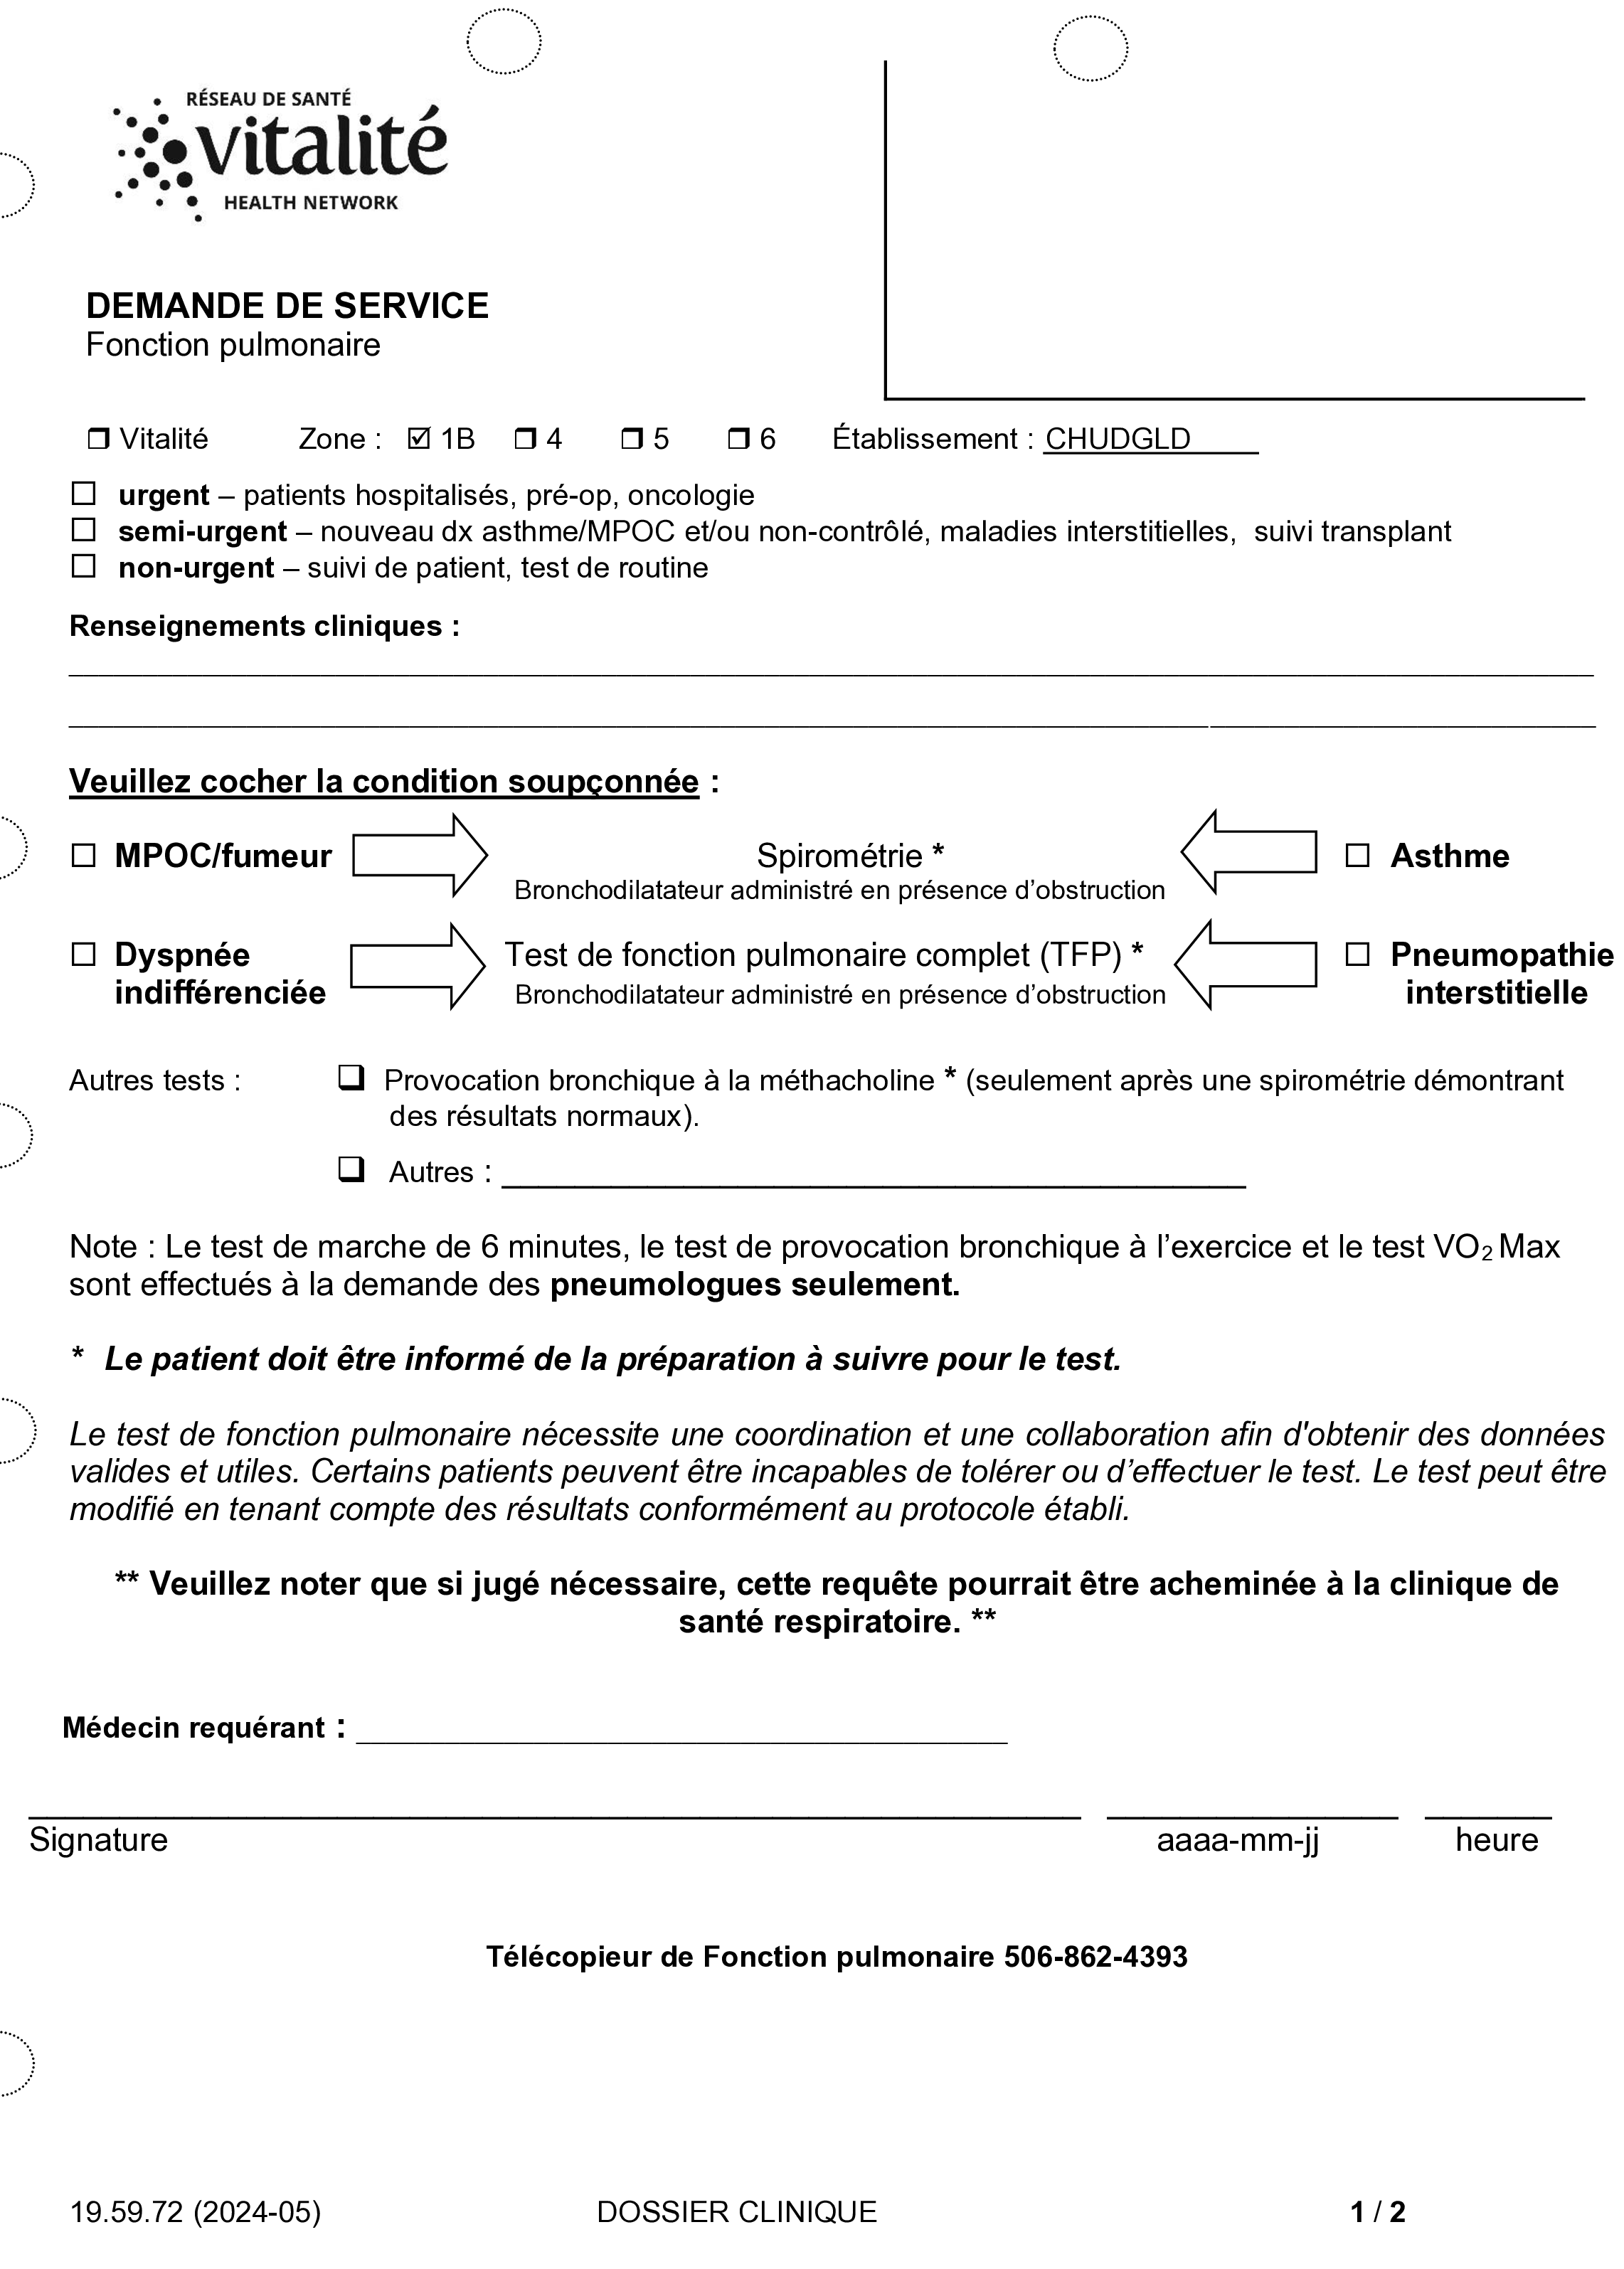 RÉSEAU DE SANTÉ
vitalité
HEALTH NETWORK
DEMANDE DE SERVICE
Fonction pulmonaire
❒ Vitalité Zone : ☑ 1B ❒ 4 ❒ 5 ❒ 6 Établissement : CHUDGLD
☐ urgent – patients hospitalisés, pré-op, oncologie
☐ semi-urgent – nouveau dx asthme/MPOC et/ou non-contrôlé, maladies interstitielles, suivi transplant
☐ non-urgent – suivi de patient, test de routine
Renseignements cliniques :
Veuillez cocher la condition soupçonnée :
☐ MPOC/fumeur Spirométrie * ☐ Asthme
Bronchodilatateur administré en présence d’obstruction
☐ Dyspnée Test de fonction pulmonaire complet (TFP) * ☐ Pneumopathie
indifférenciée Bronchodilatateur administré en présence d’obstruction interstitielle
Autres tests : ❑ Provocation bronchique à la méthacholine * (seulement après une spirométrie démontrant
des résultats normaux).
❑ Autres : ____
Note : Le test de marche de 6 minutes, le test de provocation bronchique à l’exercice et le test VO₂ Max
sont effectués à la demande des pneumologues seulement.
* Le patient doit être informé de la préparation à suivre pour le test.
Le test de fonction pulmonaire nécessite une coordination et une collaboration afin d'obtenir des données
valides et utiles. Certains patients peuvent être incapables de tolérer ou d’effectuer le test. Le test peut être
modifié en tenant compte des résultats conformément au protocole établi.
** Veuillez noter que si jugé nécessaire, cette requête pourrait être acheminée à la clinique de
santé respiratoire. **
Médecin requérant : ____
Signature aaaa-mm-jj heure
Télécopieur de Fonction pulmonaire 506-862-4393
19.59.72 (2024-05) DOSSIER CLINIQUE 1 / 2